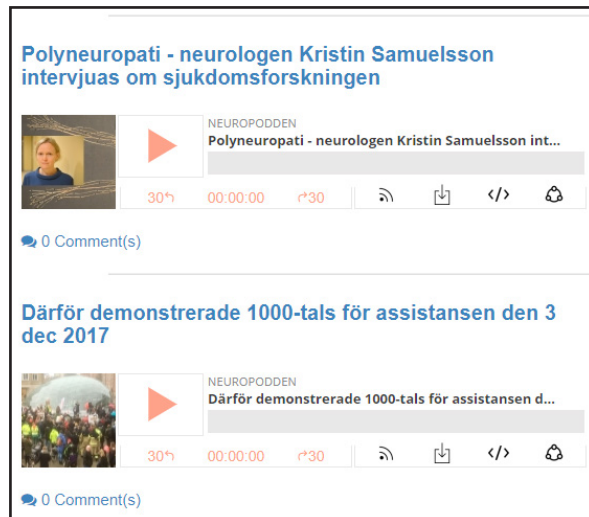 Polyneuropati - neurologen Kristin Samuelsson
intervjuas om sjukdomsforskningen
NEUROPODDEN
Polyneuropati - neurologen Kristin Samuelsson int...
30 00:00:00 30 </>
0 Comment(s)
Därför demonstrerade 1000-tals för assistansen den 3
dec 2017
NEUROPODDEN
Därför demonstrerade 1000-tals för assistansen d...
30 00:00:00 30 </>
0 Comment(s)